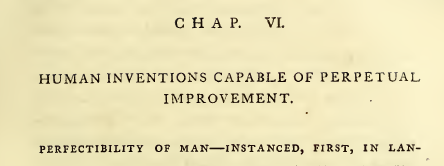 CHAP. VI.
HUMAN INVENTIONS CAPABLE OF PERPETUAL
IMPROVEMENT.
PERFECTIBILITY OF MAN—INSTANCED, FIRST, IN LAN-